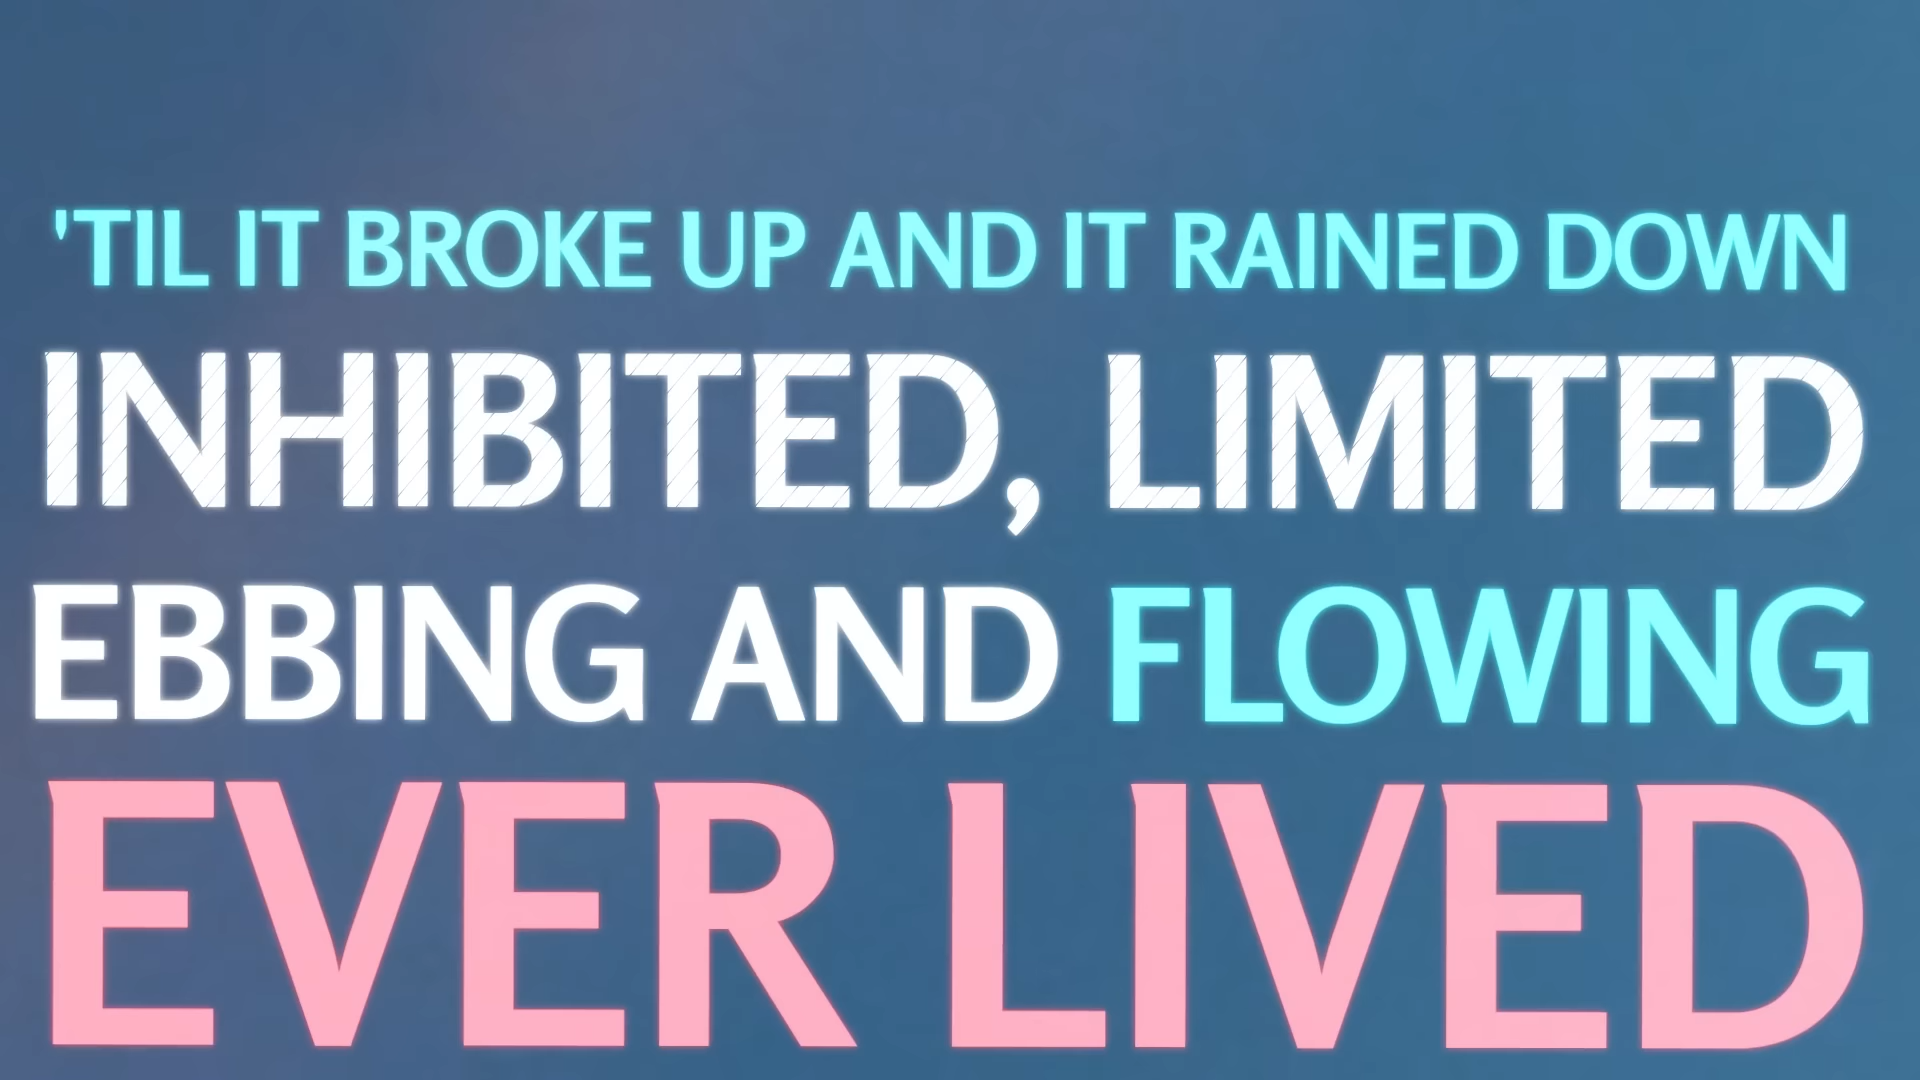 'TIL IT BROKE UP AND IT RAINED DOWN
INHIBITED, LIMITED
EBBING AND FLOWING
EVER LIVED